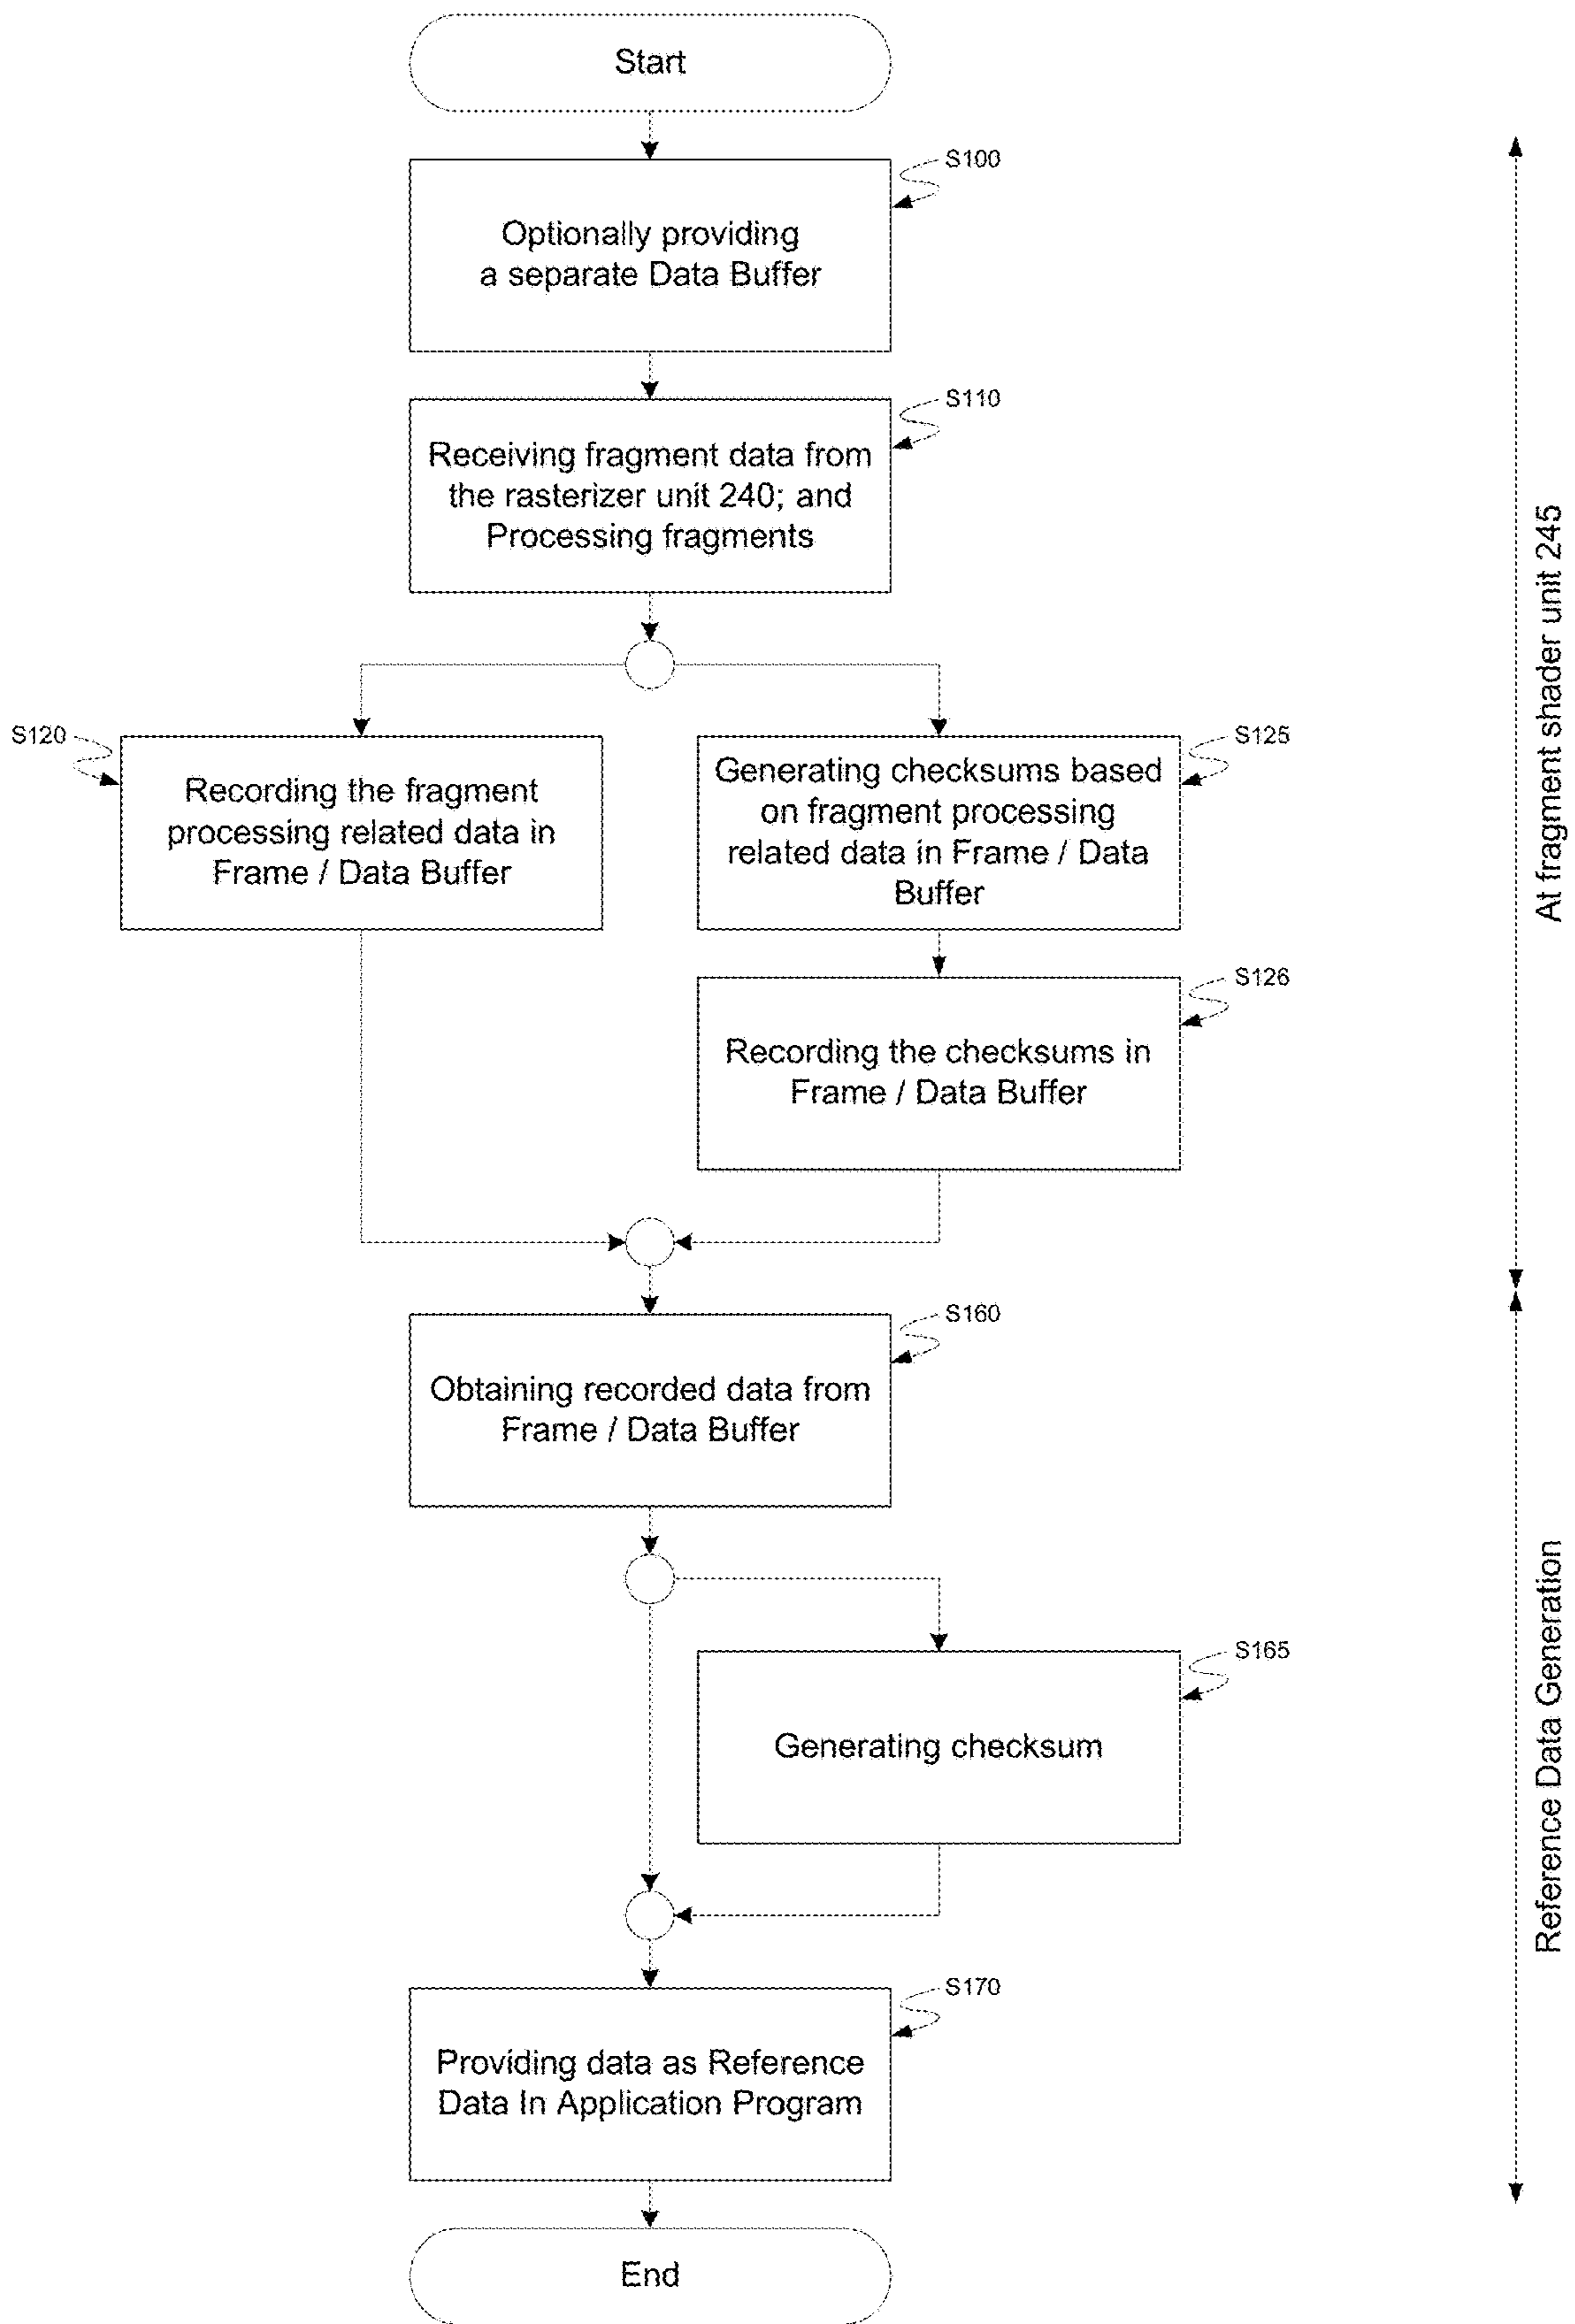 Start
S100
Optionally providing
a separate Data Buffer
S110
Receiving fragment data from
the rasterizer unit 240; and
Processing fragments
At fragment shader unit 245
S120
Recording the fragment
processing related data in
Frame / Data Buffer
S125
Generating checksums based
on fragment processing
related data in Frame / Data
Buffer
S126
Recording the checksums in
Frame / Data Buffer
S160
Obtaining recorded data from
Frame / Data Buffer
S165
Generating checksum
Reference Data Generation
S170
Providing data as Reference
Data In Application Program
End